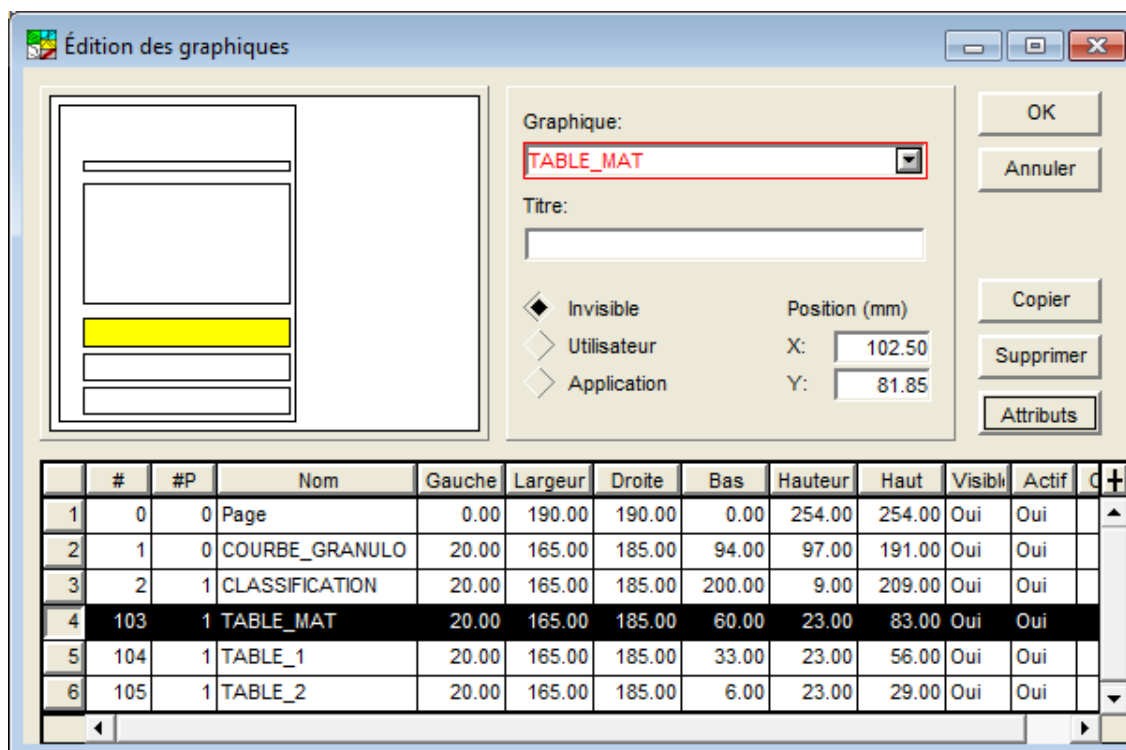 Édition des graphiques
Graphique:
TABLE_MAT
Titre:
Invisible
Utilisateur
Application
Position (mm)
X: 102.50
Y: 81.85
OK
Annuler
Copier
Supprimer
Attributs
# #P Nom Gauche Largeur Droite Bas Hauteur Haut Visibl Actif
1 0 0 Page 0.00 190.00 190.00 0.00 254.00 254.00 Oui Oui
2 1 0 COURBE_GRANULO 20.00 165.00 185.00 94.00 97.00 191.00 Oui Oui
3 2 1 CLASSIFICATION 20.00 165.00 185.00 200.00 9.00 209.00 Oui Oui
4 103 1 TABLE_MAT 20.00 165.00 185.00 60.00 23.00 83.00 Oui Oui
5 104 1 TABLE_1 20.00 165.00 185.00 33.00 23.00 56.00 Oui Oui
6 105 1 TABLE_2 20.00 165.00 185.00 6.00 23.00 29.00 Oui Oui